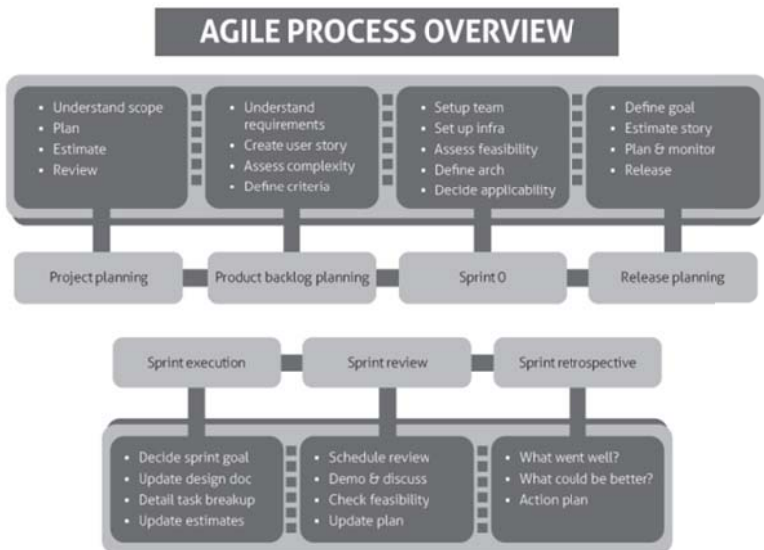 AGILE PROCESS OVERVIEW
• Understand scope
• Plan
• Estimate
• Review
• Understand
requirements
• Create user story
• Assess complexity
• Define criteria
• Setup team
• Set up infra
• Assess feasibility
• Define arch
• Decide applicability
• Define goal
• Estimate story
• Plan & monitor
• Release
Project planning
Product backlog planning
Sprint 0
Release planning
Sprint execution
Sprint review
Sprint retrospective
• Decide sprint goal
• Update design doc
• Detail task breakup
• Update estimates
• Schedule review
• Demo & discuss
• Check feasibility
• Update plan
• What went well?
• What could be better?
• Action plan